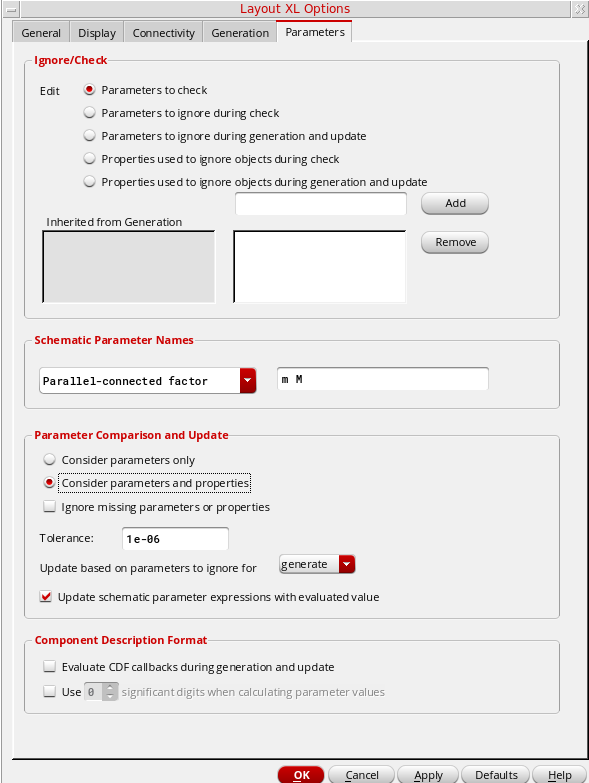 Layout XL Options
General Display Connectivity Generation Parameters
Ignore/Check
Edit Parameters to check
Parameters to ignore during check
Parameters to ignore during generation and update
Properties used to ignore objects during check
Properties used to ignore objects during generation and update
Add
Inherited from Generation
Remove
Schematic Parameter Names
Parallel-connected factor m M
Parameter Comparison and Update
Consider parameters only
Consider parameters and properties
Ignore missing parameters or properties
Tolerance: 1e-06
Update based on parameters to ignore for generate
Update schematic parameter expressions with evaluated value
Component Description Format
Evaluate CDF callbacks during generation and update
Use 0 significant digits when calculating parameter values
OK Cancel Apply Defaults Help